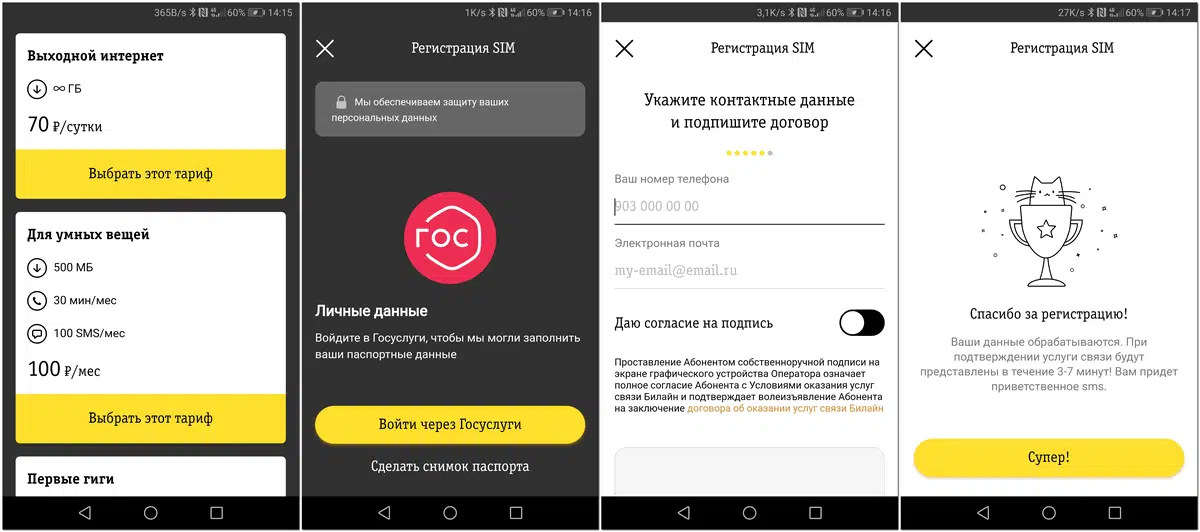 365B/s 60% 14:15
Выходной интернет
∞ ГБ
70 ₽/сутки
Выбрать этот тариф
Для умных вещей
500 МБ
30 мин/мес
100 SMS/мес
100 ₽/мес
Выбрать этот тариф
Первые гиги
1K/s 60% 14:16
Регистрация SIM
Мы обеспечиваем защиту ваших
персональных данных
гос
Личные данные
Войдите в Госуслуги, чтобы мы могли заполнить
ваши паспортные данные
Войти через Госуслуги
Сделать снимок паспорта
3,1K/s 60% 14:16
Регистрация SIM
Укажите контактные данные
и подпишите договор
Ваш номер телефона
903 000 00 00
Электронная почта
my-email@email.ru
Даю согласие на подпись
Проставление Абонентом собственноручной подписи на
экране графического устройства Оператора означает
полное согласие Абонента с Условиями оказания услуг
связи Билайн и подтверждает волеизъявление Абонента
на заключение договора об оказании услуг связи Билайн
27K/s 60% 14:17
Регистрация SIM
Спасибо за регистрацию!
Ваши данные обрабатываются. При
подтверждении услуги связи будут
представлены в течение 3-7 минут! Вам придет
приветственное sms.
Супер!